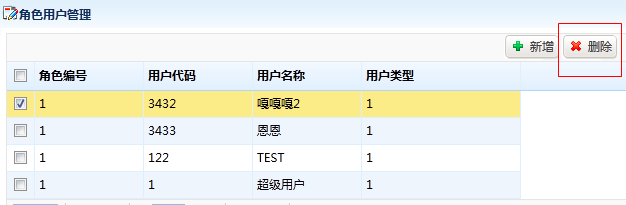 角色用户管理
新增 删除
角色编号 用户代码 用户名称 用户类型
1 3432 嘎嘎嘎2 1
1 3433 恩恩 1
1 122 TEST 1
1 1 超级用户 1